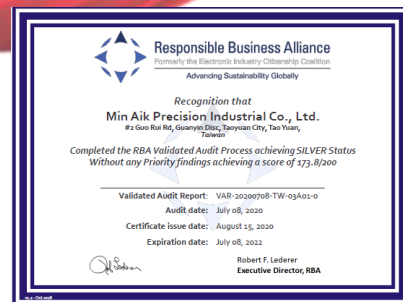 Responsible Business Alliance
Formerly the Electronic Industry Citizenship Coalition
Advancing Sustainability Globally
Recognition that
Min Aik Precision Industrial Co., Ltd.
#2 Guo Rui Rd, Guanyin Disc, Taoyuan City, Tao Yuan,
Taiwan
Completed the RBA Validated Audit Process achieving SILVER Status
Without any Priority findings achieving a score of 173.8/200
Validated Audit Report: VAR-20200708-TW-03A01-0
Audit date: July 08, 2020
Certificate issue date: August 15, 2020
Expiration date: July 08, 2022
Robert F. Lederer
Executive Director, RBA